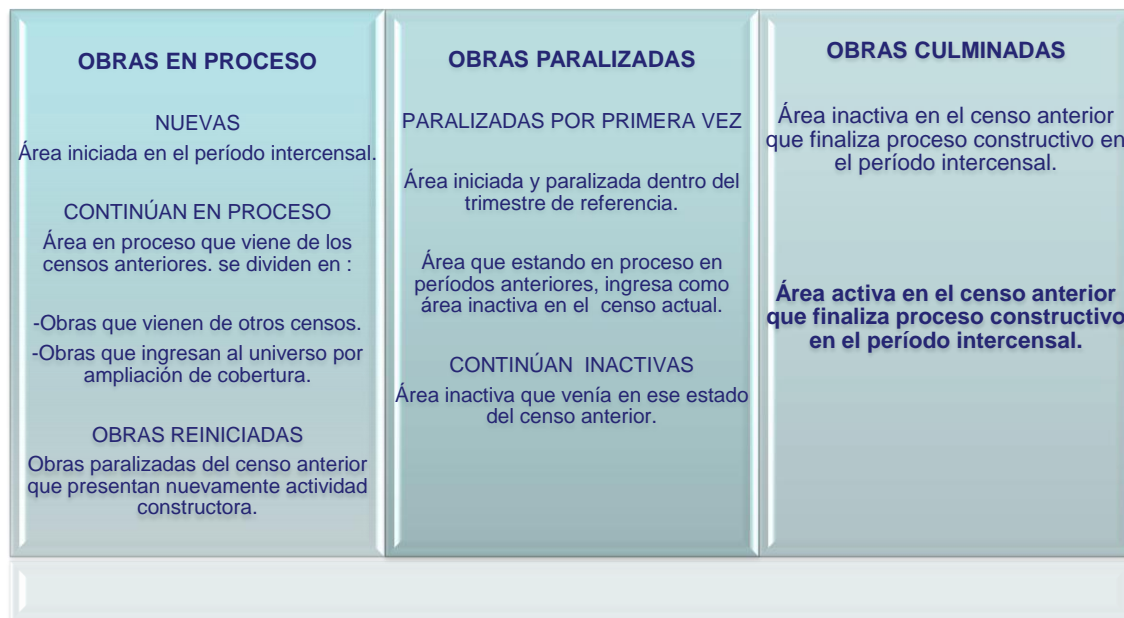 OBRAS EN PROCESO
NUEVAS
Área iniciada en el período intercensal.
CONTINÚAN EN PROCESO
Área en proceso que viene de los
censos anteriores. se dividen en :
-Obras que vienen de otros censos.
-Obras que ingresan al universo por
ampliación de cobertura.
OBRAS REINICIADAS
Obras paralizadas del censo anterior
que presentan nuevamente actividad
constructora.
OBRAS PARALIZADAS
PARALIZADAS POR PRIMERA VEZ
Área iniciada y paralizada dentro del
trimestre de referencia.
Área que estando en proceso en
períodos anteriores, ingresa como
área inactiva en el censo actual.
CONTINÚAN INACTIVAS
Área inactiva que venía en ese estado
del censo anterior.
OBRAS CULMINADAS
Área inactiva en el censo anterior
que finaliza proceso constructivo en
el período intercensal.
Área activa en el censo anterior
que finaliza proceso constructivo
en el período intercensal.